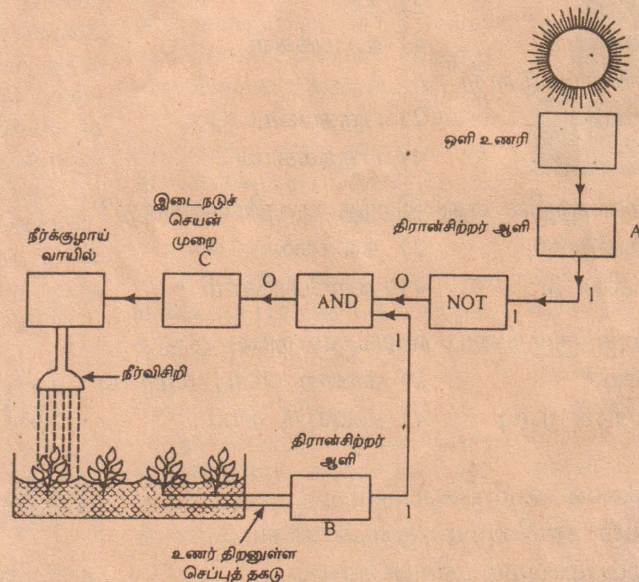 ஒளி உணரி
திரான்சிற்றர் ஆளி
A
1
இடைநடுச்
செயன்
முறை
C
நீர்க்குழாய்
வாயில்
O
AND
O
NOT
1
1
நீர்விசிறி
திரான்சிற்றர்
ஆளி
B
1
உணர் திறனுள்ள
செப்புத் தகடு